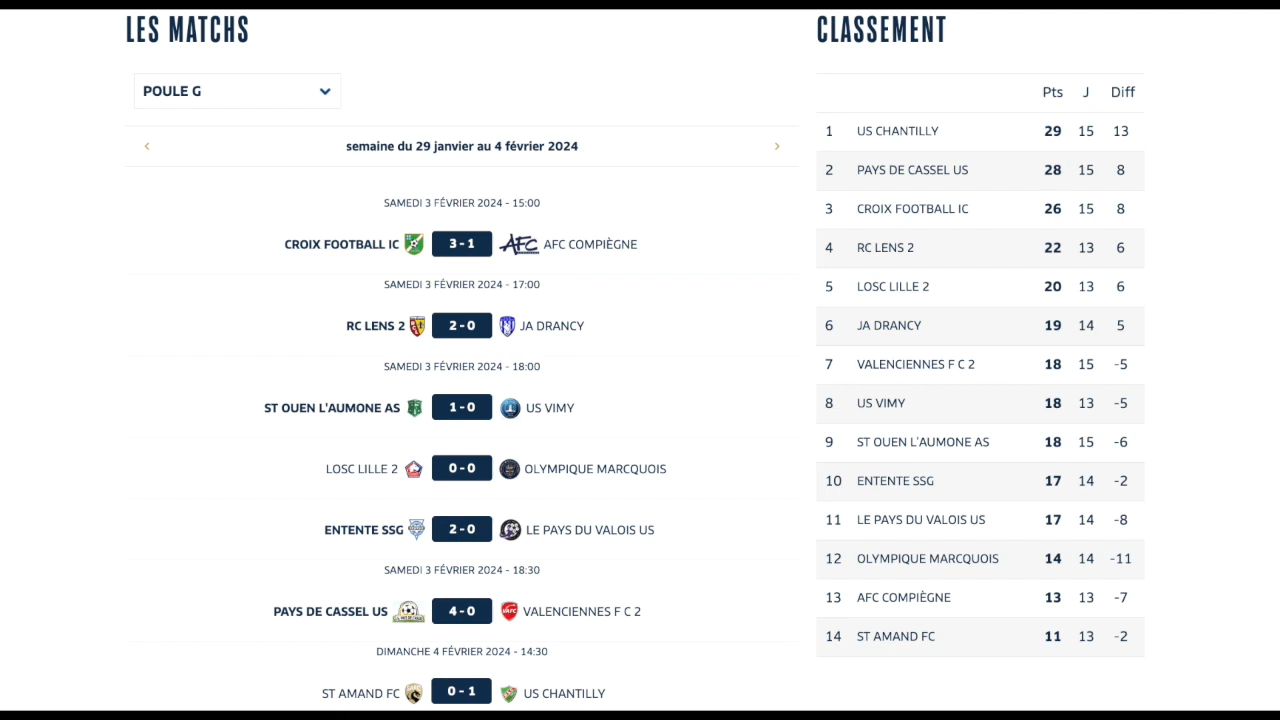 LES MATCHS
POULE G
semaine du 29 janvier au 4 février 2024
SAMEDI 3 FÉVRIER 2024 - 15:00
CROIX FOOTBALL IC 3 - 1 AFC AFC COMPIÈGNE
SAMEDI 3 FÉVRIER 2024 - 17:00
RC LENS 2 2 - 0 JA DRANCY
SAMEDI 3 FÉVRIER 2024 - 18:00
ST OUEN L'AUMONE AS 1 - 0 US VIMY
LOSC LILLE 2 0 - 0 OLYMPIQUE MARCQUOIS
ENTENTE SSG 2 - 0 LE PAYS DU VALOIS US
SAMEDI 3 FÉVRIER 2024 - 18:30
PAYS DE CASSEL US 4 - 0 VAFC VALENCIENNES F C 2
DIMANCHE 4 FÉVRIER 2024 - 14:30
ST AMAND FC 0 - 1 US CHANTILLY
CLASSEMENT
Pts J Diff
1 US CHANTILLY 29 15 13
2 PAYS DE CASSEL US 28 15 8
3 CROIX FOOTBALL IC 26 15 8
4 RC LENS 2 22 13 6
5 LOSC LILLE 2 20 13 6
6 JA DRANCY 19 14 5
7 VALENCIENNES F C 2 18 15 -5
8 US VIMY 18 13 -5
9 ST OUEN L'AUMONE AS 18 15 -6
10 ENTENTE SSG 17 14 -2
11 LE PAYS DU VALOIS US 17 14 -8
12 OLYMPIQUE MARCQUOIS 14 14 -11
13 AFC COMPIÈGNE 13 13 -7
14 ST AMAND FC 11 13 -2